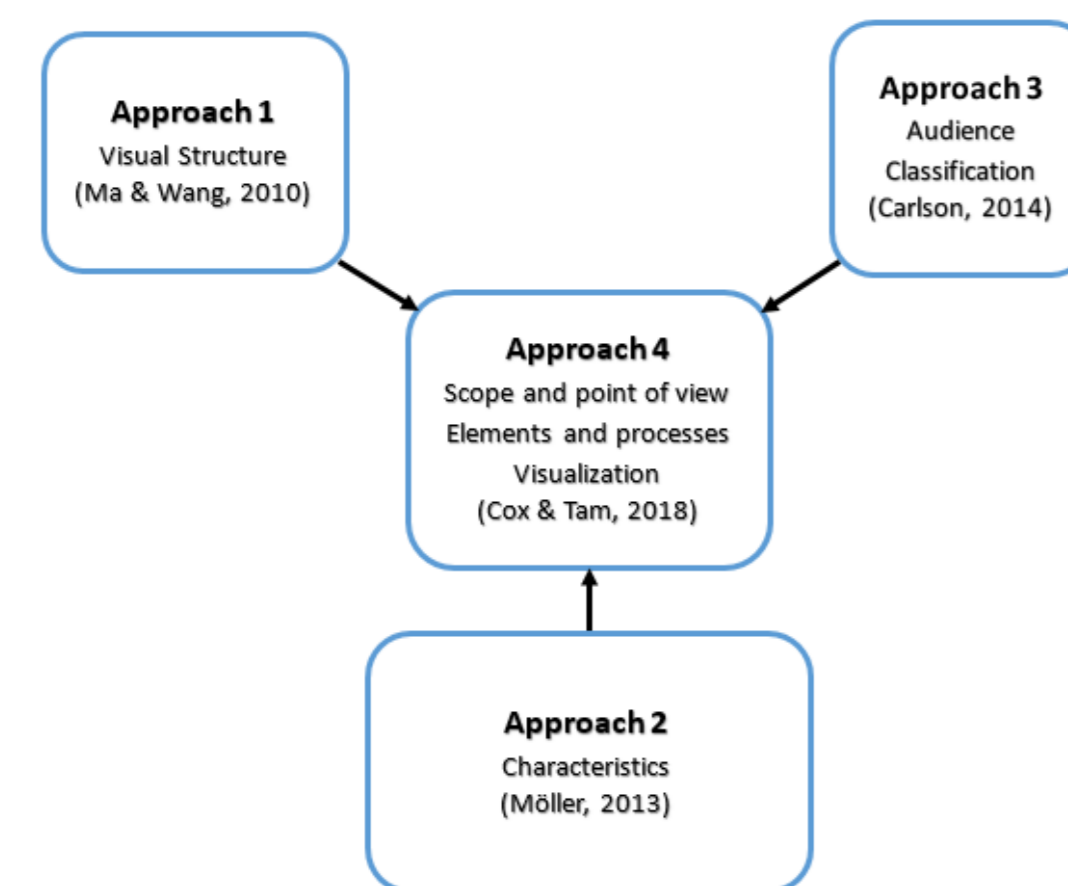 Approach 1
Visual Structure
(Ma & Wang, 2010)
Approach 3
Audience
Classification
(Carlson, 2014)
Approach 4
Scope and point of view
Elements and processes
Visualization
(Cox & Tam, 2018)
Approach 2
Characteristics
(Möller, 2013)